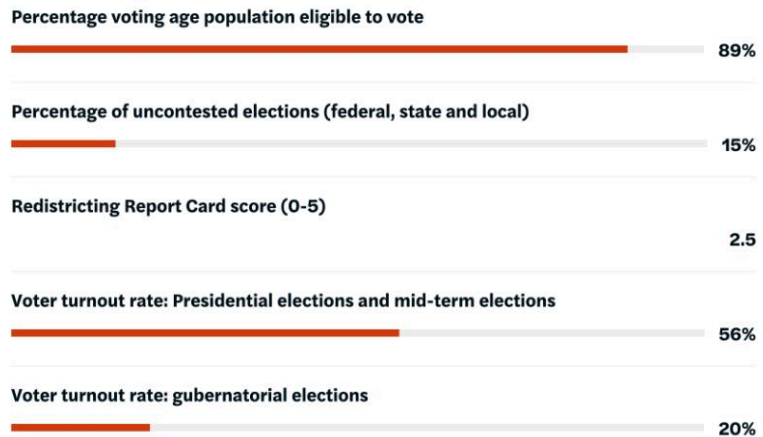 Percentage voting age population eligible to vote
89%
Percentage of uncontested elections (federal, state and local)
15%
Redistricting Report Card score (0-5)
2.5
Voter turnout rate: Presidential elections and mid-term elections
56%
Voter turnout rate: gubernatorial elections
20%